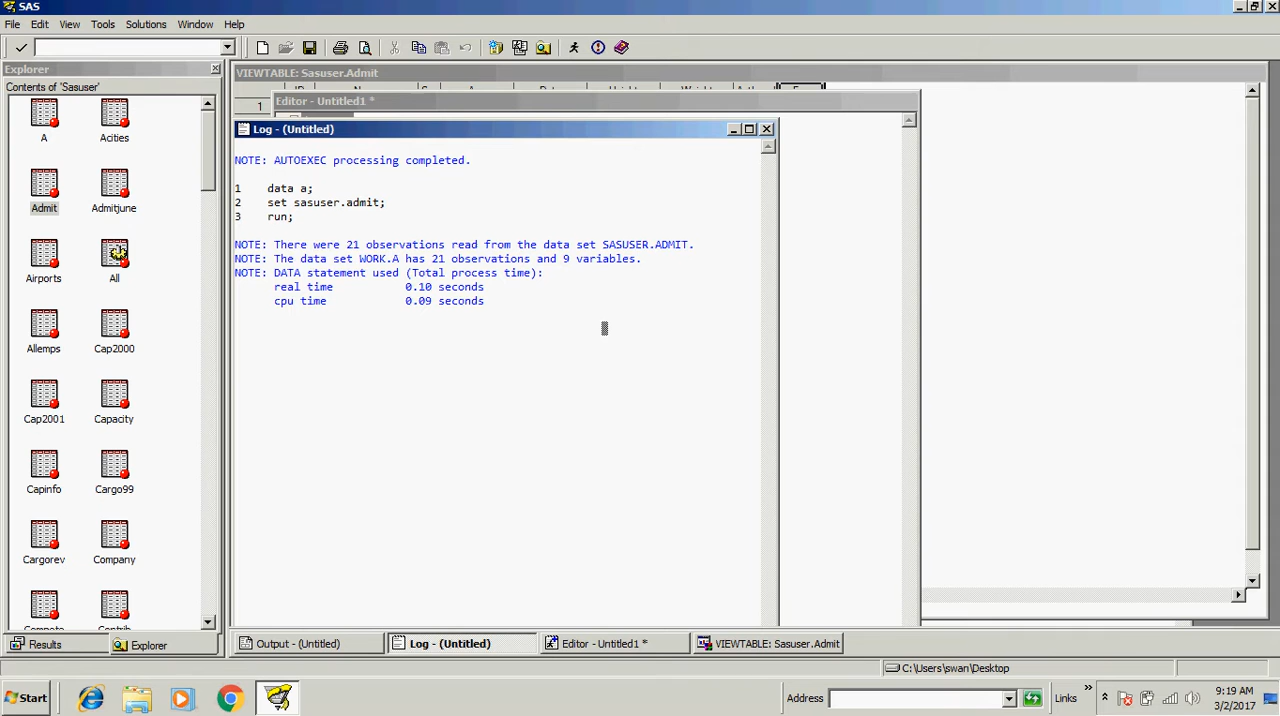 SAS
File Edit View Tools Solutions Window Help
Explorer
Contents of 'Sasuser'
A Acities
Admit Admitjune
Airports All
Allemps Cap2000
Cap2001 Capacity
Capinfo Cargo99
Cargorev Company
Results Explorer
VIEWTABLE: Sasuser.Admit
1
Editor - Untitled1 *
Log - (Untitled)
NOTE: AUTOEXEC processing completed.
1 data a;
2 set sasuser.admit;
3 run;
NOTE: There were 21 observations read from the data set SASUSER.ADMIT.
NOTE: The data set WORK.A has 21 observations and 9 variables.
NOTE: DATA statement used (Total process time):
real time 0.10 seconds
cpu time 0.09 seconds
Output - (Untitled) Log - (Untitled) Editor - Untitled1 * VIEWTABLE: Sasuser.Admit
C:\Users\swan\Desktop
Start Address Links » 9:19 AM
3/2/2017